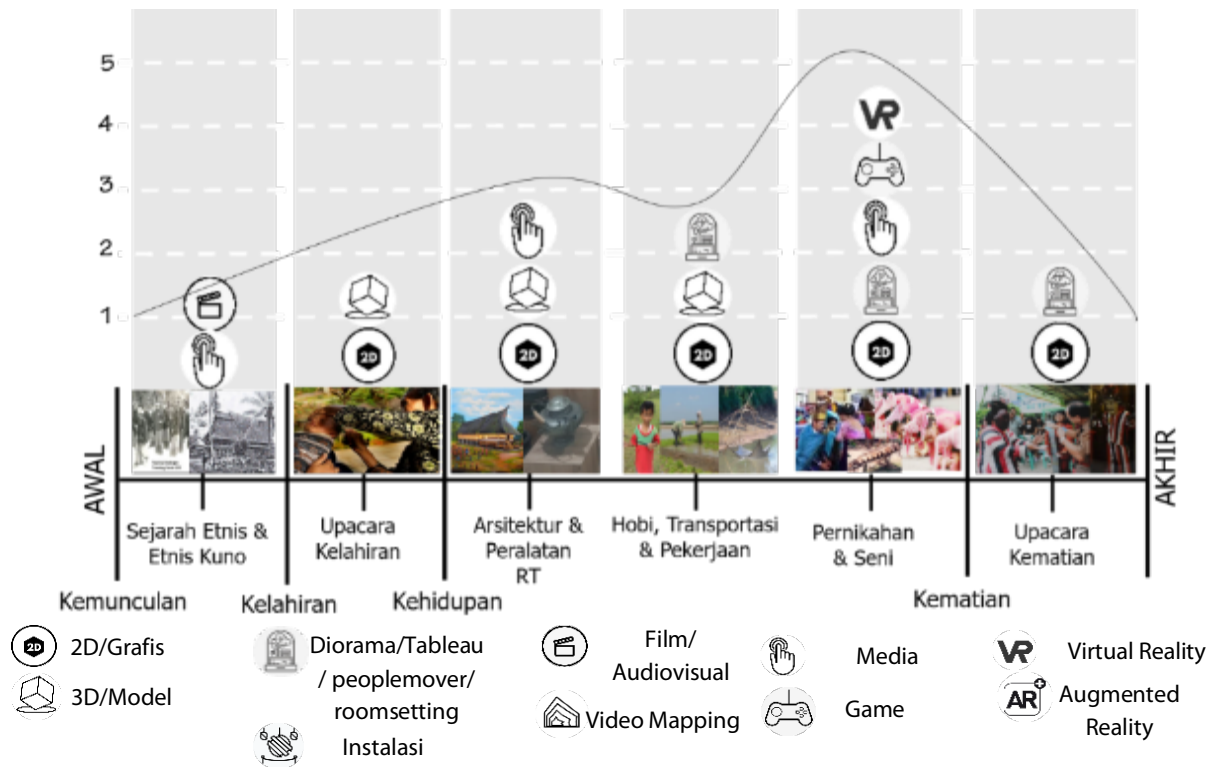 5
4
3
2
1
VR
2D
2D
2D
2D
2D
AWAL
AKHIR
Sejarah Etnis &
Etnis Kuno
Upacara
Kelahiran
Arsitektur &
Peralatan
RT
Hobi, Transportasi
& Pekerjaan
Pernikahan
& Seni
Upacara
Kematian
Kemunculan
Kelahiran
Kehidupan
Kematian
2D
2D/Grafis
3D/Model
Diorama/Tableau
/ peoplemover/
roomsetting
Instalasi
Film/
Audiovisual
Video Mapping
Media
Game
VR
Virtual Reality
AR
Augmented
Reality